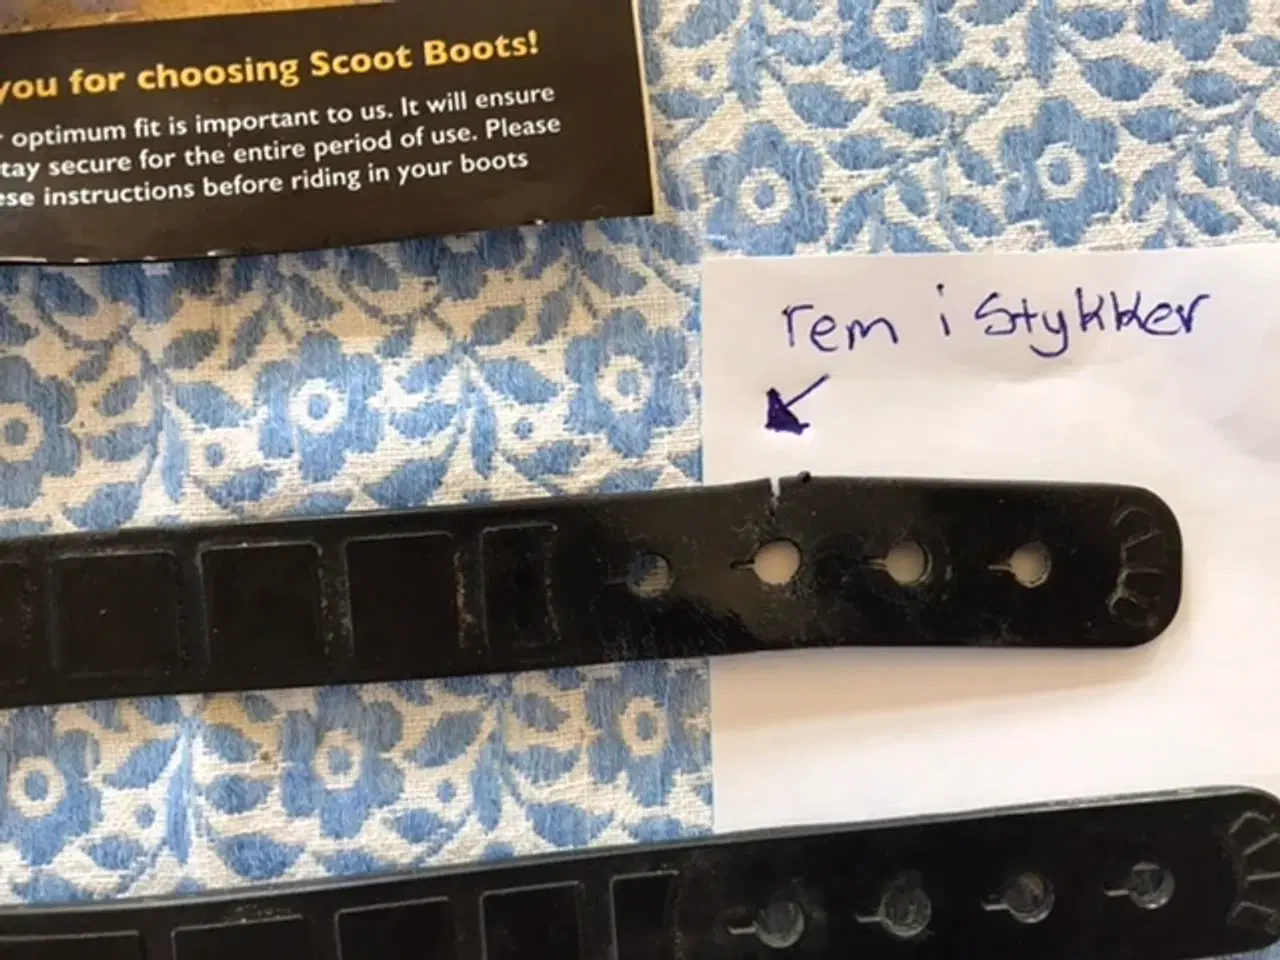 you for choosing Scoot Boots!
optimum fit is important to us. It will ensure
tay secure for the entire period of use. Please
ese instructions before riding in your boots
rem i stykker